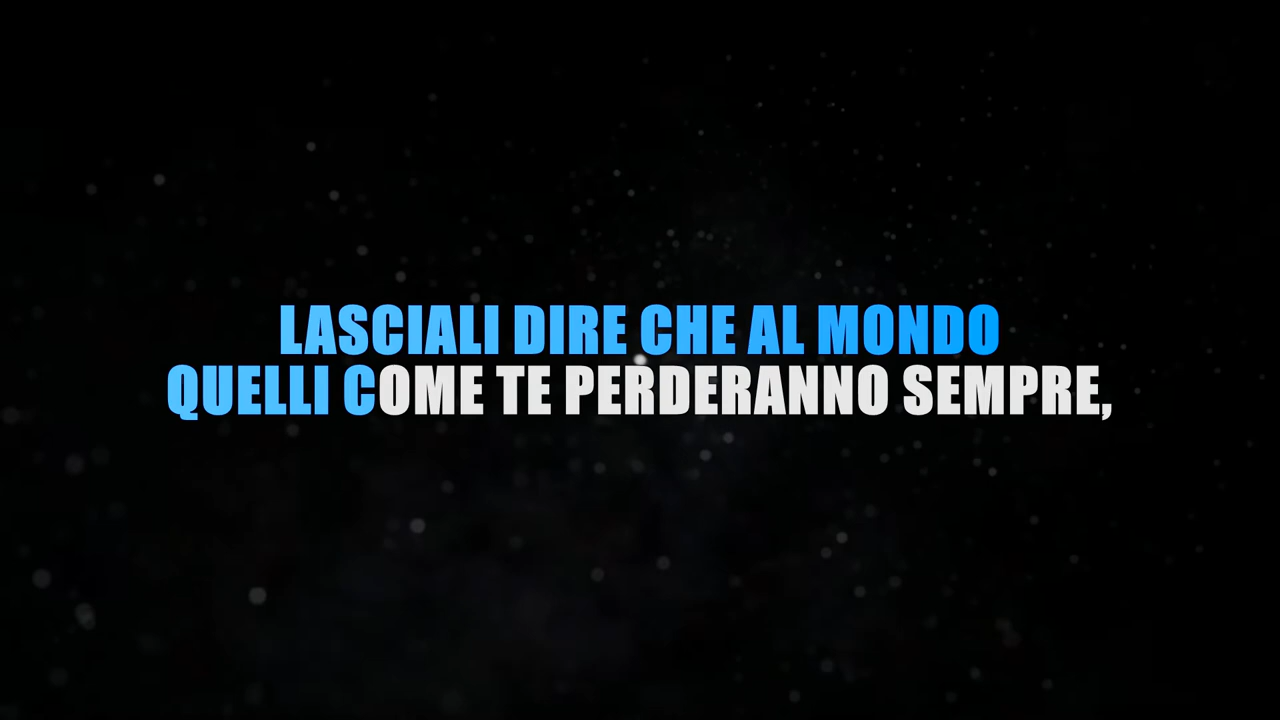 LASCIALI DIRE CHE AL MONDO
QUELLI COME TE PERDERANNO SEMPRE,